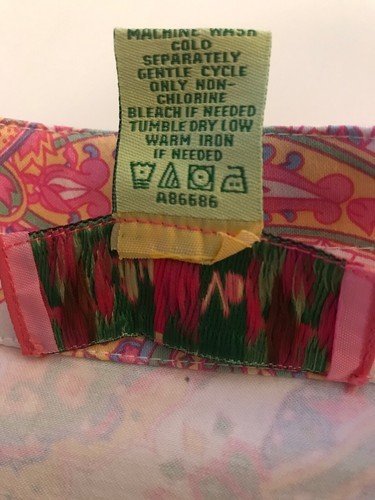 MACHINE WASH
COLD
SEPARATELY
GENTLE CYCLE
ONLY NON-
CHLORINE
BLEACH IF NEEDED
TUMBLE DRY LOW
WARM IRON
IF NEEDED
A86686